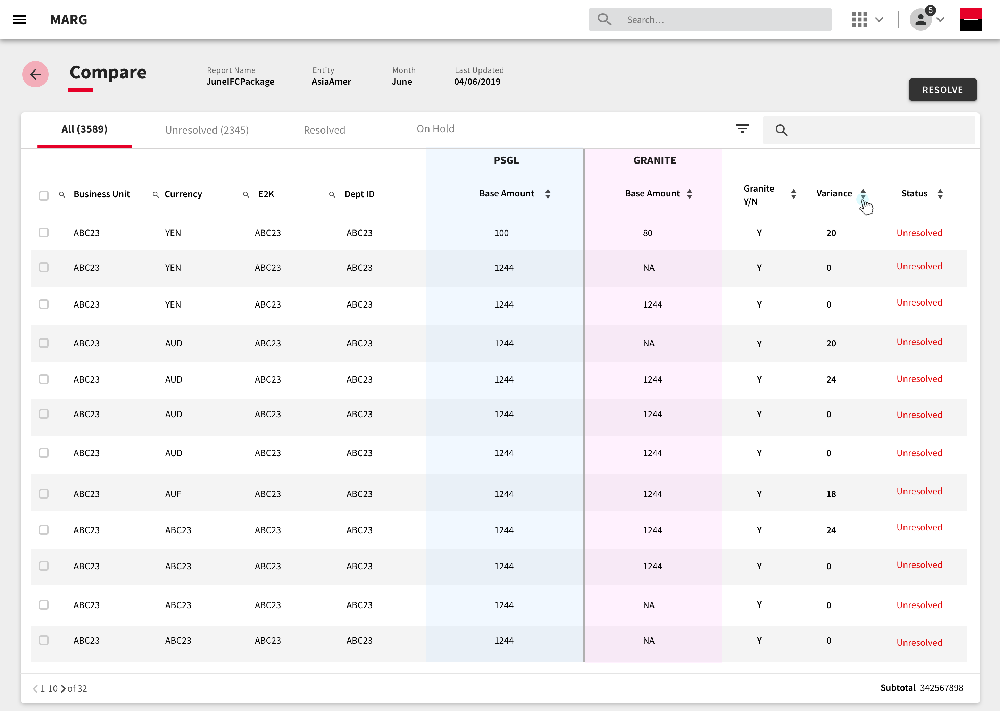 MARG
Search...
5
Compare
Report Name Entity Month Last Updated
JuneIFCPackage AsiaAmer June 04/06/2019
RESOLVE
All (3589) Unresolved (2345) Resolved On Hold
PSGL GRANITE
Business Unit Currency E2K Dept ID Base Amount Base Amount Granite Y/N Variance Status
ABC23 YEN ABC23 ABC23 100 80 Y 20 Unresolved
ABC23 YEN ABC23 ABC23 1244 NA Y 0 Unresolved
ABC23 YEN ABC23 ABC23 1244 1244 Y 0 Unresolved
ABC23 AUD ABC23 ABC23 1244 NA Y 20 Unresolved
ABC23 AUD ABC23 ABC23 1244 1244 Y 24 Unresolved
ABC23 AUD ABC23 ABC23 1244 1244 Y 0 Unresolved
ABC23 AUD ABC23 ABC23 1244 1244 Y 0 Unresolved
ABC23 AUF ABC23 ABC23 1244 1244 Y 18 Unresolved
ABC23 ABC23 ABC23 ABC23 1244 1244 Y 24 Unresolved
ABC23 ABC23 ABC23 ABC23 1244 1244 Y 0 Unresolved
ABC23 ABC23 ABC23 ABC23 1244 NA Y 0 Unresolved
ABC23 ABC23 ABC23 ABC23 1244 NA Y 0 Unresolved
1-10 of 32 Subtotal 342567898